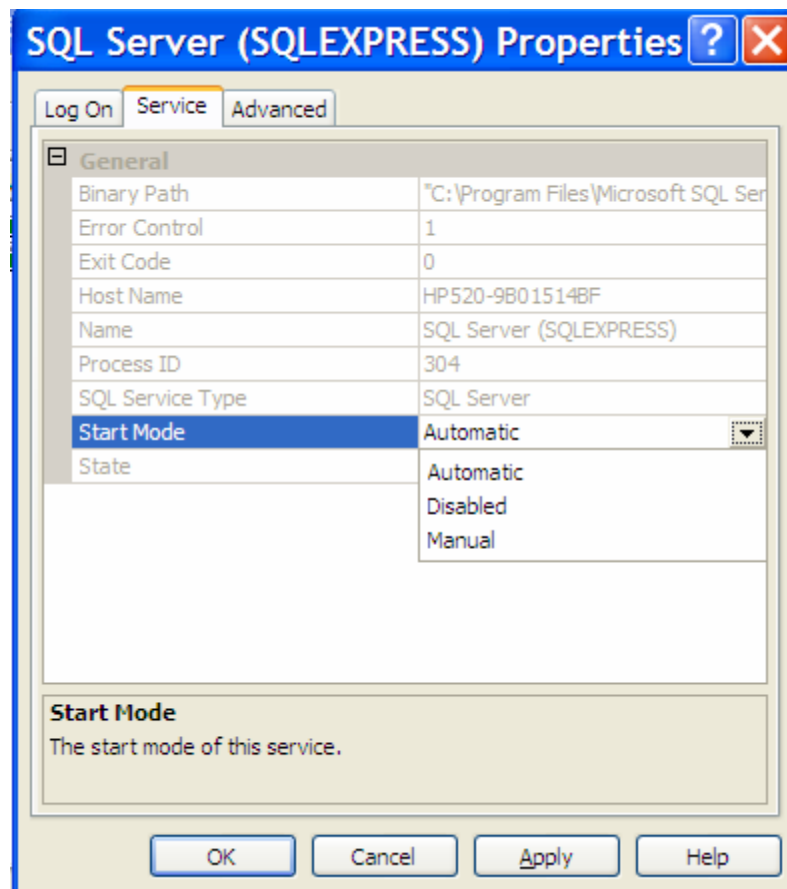 SQL Server (SQLEXPRESS) Properties
Log On Service Advanced
General
Binary Path "C:\Program Files\Microsoft SQL Ser
Error Control 1
Exit Code 0
Host Name HP520-9B01514BF
Name SQL Server (SQLEXPRESS)
Process ID 304
SQL Service Type SQL Server
Start Mode Automatic
State
Automatic
Disabled
Manual
Start Mode
The start mode of this service.
OK Cancel Apply Help